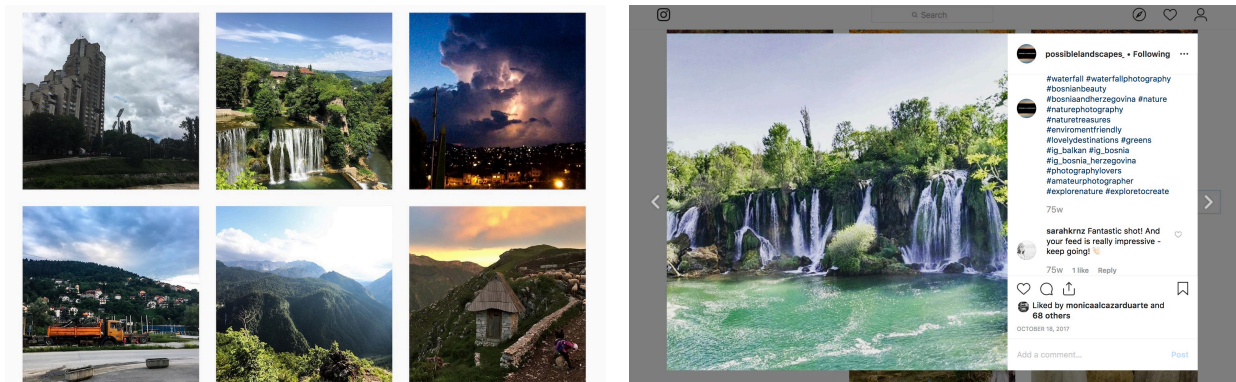 Search
possiblelandscapes_ • Following
#waterfall #waterfallphotography
#bosnianbeauty
#bosniaandherzegovina #nature
#naturephotography
#naturetreasures
#enviromentfriendly
#lovelydestinations #greens
#ig_balkan #ig_bosnia
#ig_bosnia_herzegovina
#photographylovers
#amateurphotographer
#explorenature #exploretocreate
75w
sarahkrnz Fantastic shot! And
your feed is really impressive -
keep going! 👏🏻
75w 1 like Reply
Liked by monicaalcazarduarte and
68 others
OCTOBER 18, 2017
Add a comment... Post